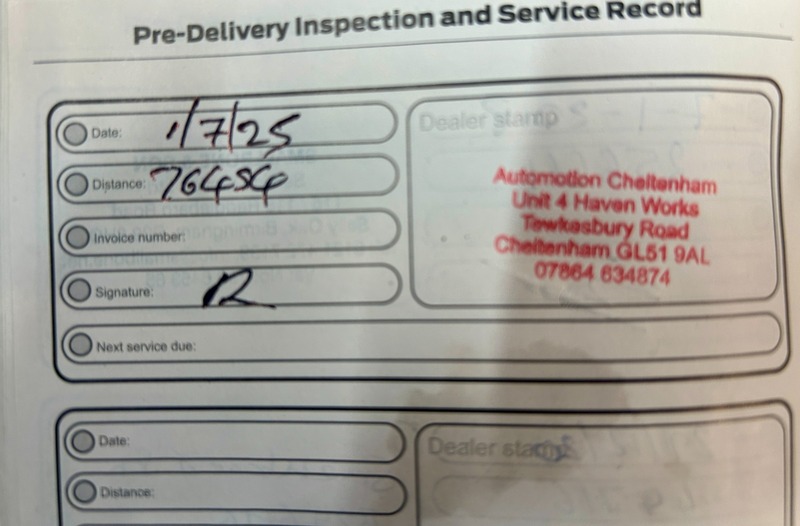 Pre-Delivery Inspection and Service Record
Date: 1/7/25
Distance: 76454
Invoice number:
Signature:
Next service due:
Dealer stamp
Automotion Cheltenham
Unit 4 Haven Works
Tewkesbury Road
Cheltenham GL51 9AL
07864 634874
Date:
Distance:
Dealer stamp